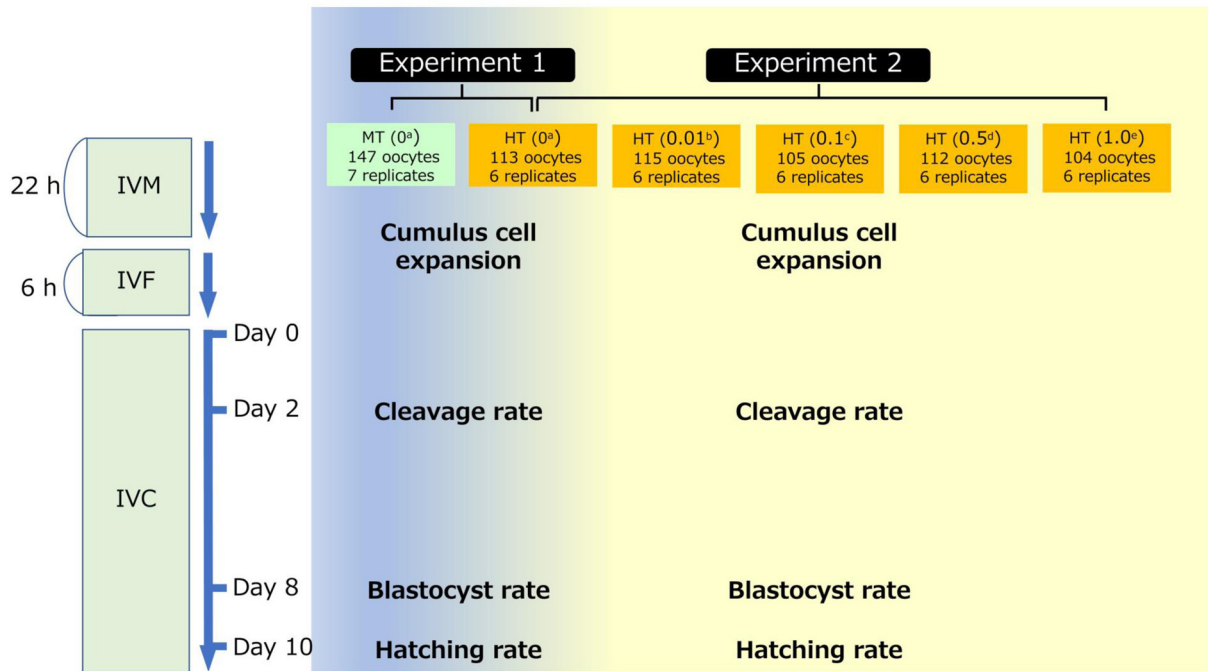 Experiment 1
Experiment 2
MT (0ᵃ)
147 oocytes
7 replicates
HT (0ᵃ)
113 oocytes
6 replicates
HT (0.01ᵇ)
115 oocytes
6 replicates
HT (0.1ᶜ)
105 oocytes
6 replicates
HT (0.5ᵈ)
112 oocytes
6 replicates
HT (1.0ᵉ)
104 oocytes
6 replicates
22 h
IVM
Cumulus cell
expansion
Cumulus cell
expansion
6 h
IVF
Day 0
Day 2
Cleavage rate
Cleavage rate
IVC
Day 8
Blastocyst rate
Blastocyst rate
Day 10
Hatching rate
Hatching rate